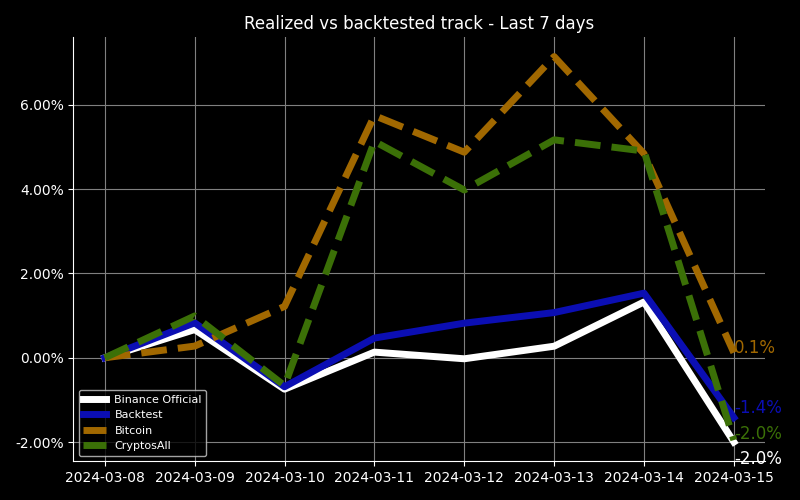 Realized vs backtested track - Last 7 days
6.00%
4.00%
2.00%
0.00%
-2.00%
0.1%
-1.4%
-2.0%
-2.0%
Binance Official
Backtest
Bitcoin
CryptosAll
2024-03-08 2024-03-09 2024-03-10 2024-03-11 2024-03-12 2024-03-13 2024-03-14 2024-03-15